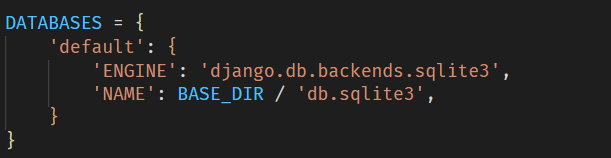 DATABASES = {
    'default': {
        'ENGINE': 'django.db.backends.sqlite3',
        'NAME': BASE_DIR / 'db.sqlite3',
    }
}